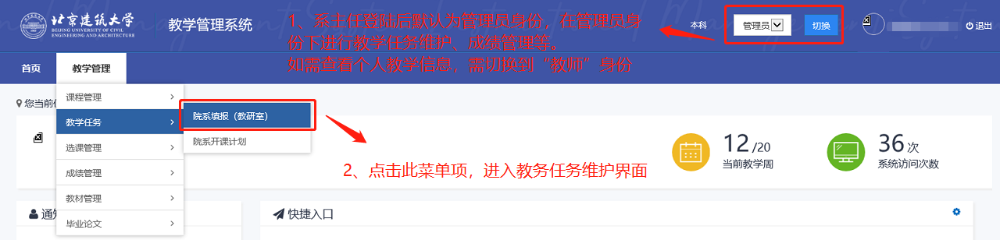 北京建筑大学
BEIJING UNIVERSITY OF CIVIL
ENGINEERING AND ARCHITECTURE
教学管理系统
1、系主任登陆后默认为管理员身份，在管理员身
份下进行教学任务维护、成绩管理等。
如需查看个人教学信息，需切换到“教师”身份
本科
管理员
切换
退出
首页
教学管理
您当前
课程管理
教学任务
选课管理
成绩管理
教材管理
毕业论文
院系填报（教研室）
院系开课计划
2、点击此菜单项，进入教务任务维护界面
12/20
当前教学周
36次
系统访问次数
通知
快捷入口